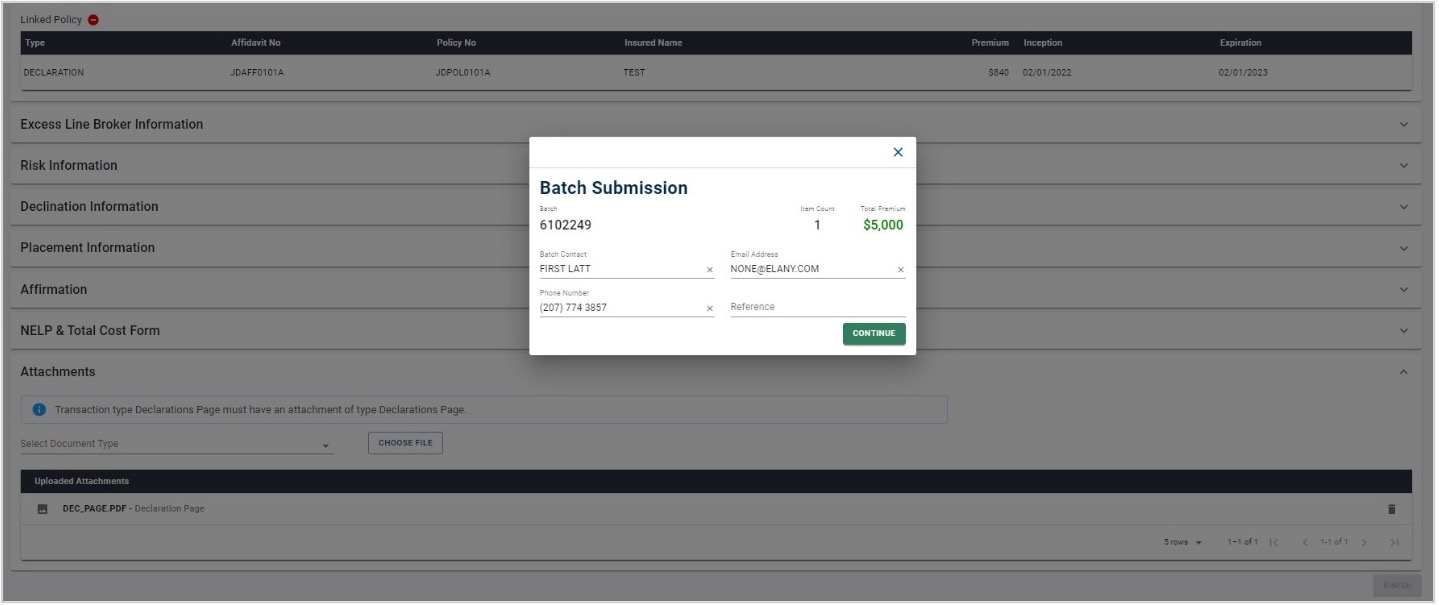 Linked Policy
Type Affidavit No Policy No Insured Name Premium Inception Expiration
DECLARATION JDAFF0101A JDPOL0101A TEST $840 02/01/2022 02/01/2023
Excess Line Broker Information
Risk Information
Declination Information
Placement Information
Affirmation
NELP & Total Cost Form
Batch Submission
Batch Item Count Total Premium
6102249 1 $5,000
Batch Contact Email Address
FIRST LATT NONE@ELANY.COM
Phone Number
(207) 774 3857 Reference
CONTINUE
Attachments
Transaction type Declarations Page must have an attachment of type Declarations Page.
Select Document Type CHOOSE FILE
Uploaded Attachments
DEC_PAGE.PDF - Declaration Page
5 rows 1-1 of 1 1-1 of 1
FINISH